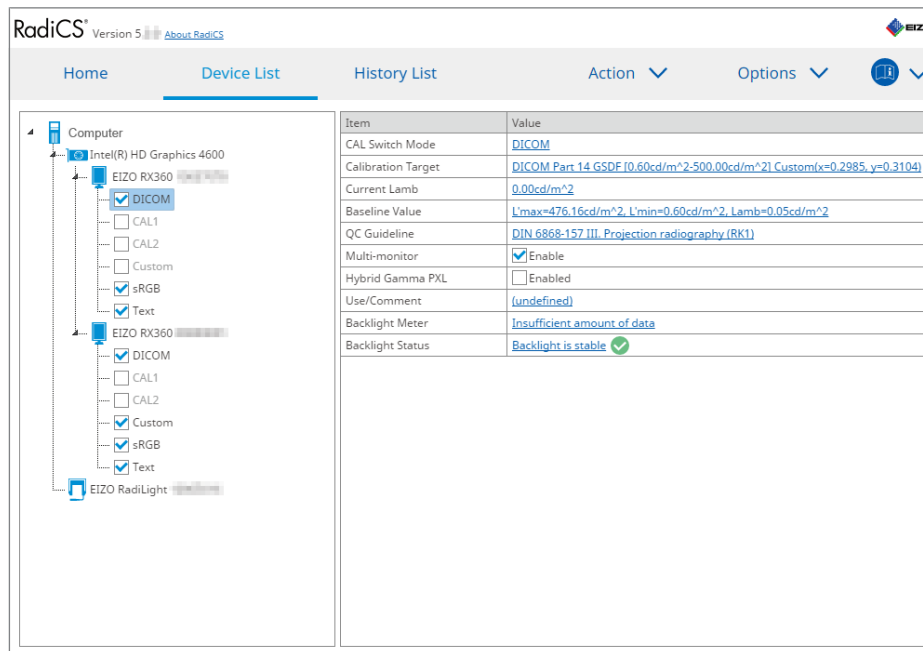 RadiCS® Version 5. About RadiCS
Home Device List History List Action Options
Computer
Intel(R) HD Graphics 4600
EIZO RX360
DICOM
CAL1
CAL2
Custom
sRGB
Text
EIZO RX360
DICOM
CAL1
CAL2
Custom
sRGB
Text
EIZO RadiLight
Item Value
CAL Switch Mode DICOM
Calibration Target DICOM Part 14 GSDF [0.60cd/m^2-500.00cd/m^2] Custom(x=0.2985, y=0.3104)
Current Lamb 0.00cd/m^2
Baseline Value L'max=476.16cd/m^2, L'min=0.60cd/m^2, Lamb=0.05cd/m^2
QC Guideline DIN 6868-157 III. Projection radiography (RK1)
Multi-monitor Enable
Hybrid Gamma PXL Enabled
Use/Comment (undefined)
Backlight Meter Insufficient amount of data
Backlight Status Backlight is stable